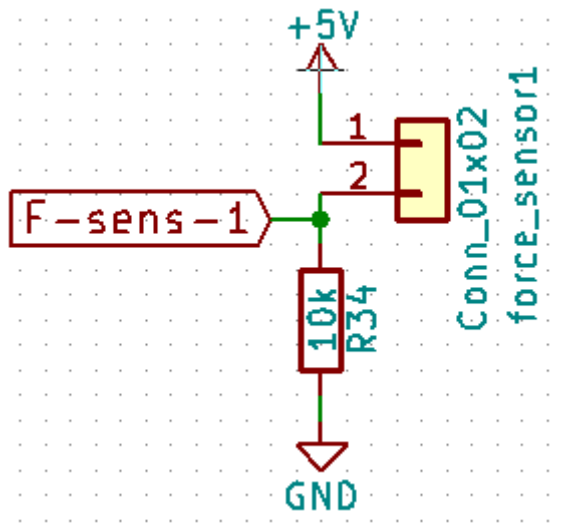 +5V
1
2
F-sens-1
10k
R34
Conn_01x02
force_sensor1
GND